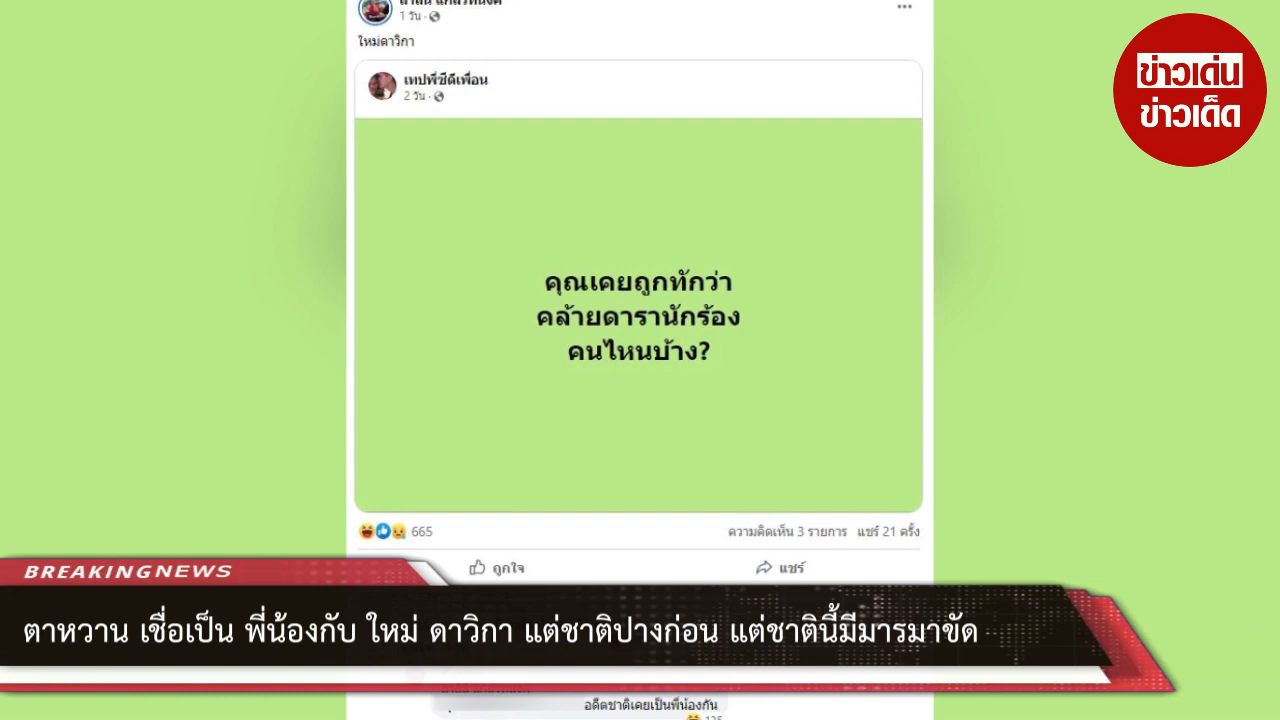 1 วัน
ใหม่ดาวิกา
เทปพี่ซีดีเพื่อน
2 วัน
ข่าวเด่น
ข่าวเด็ด
คุณเคยถูกทักว่า
คล้ายดารานักร้อง
คนไหนบ้าง?
665
ความคิดเห็น 3 รายการ แชร์ 21 ครั้ง
ถูกใจ
แชร์
BREAKINGNEWS
ตาหวาน เชื่อเป็น พี่น้องกับ ใหม่ ดาวิกา แต่ชาติปางก่อน แต่ชาตินี้มีมารมาขัด
อดีตชาติเคยเป็นพี่น้องกัน